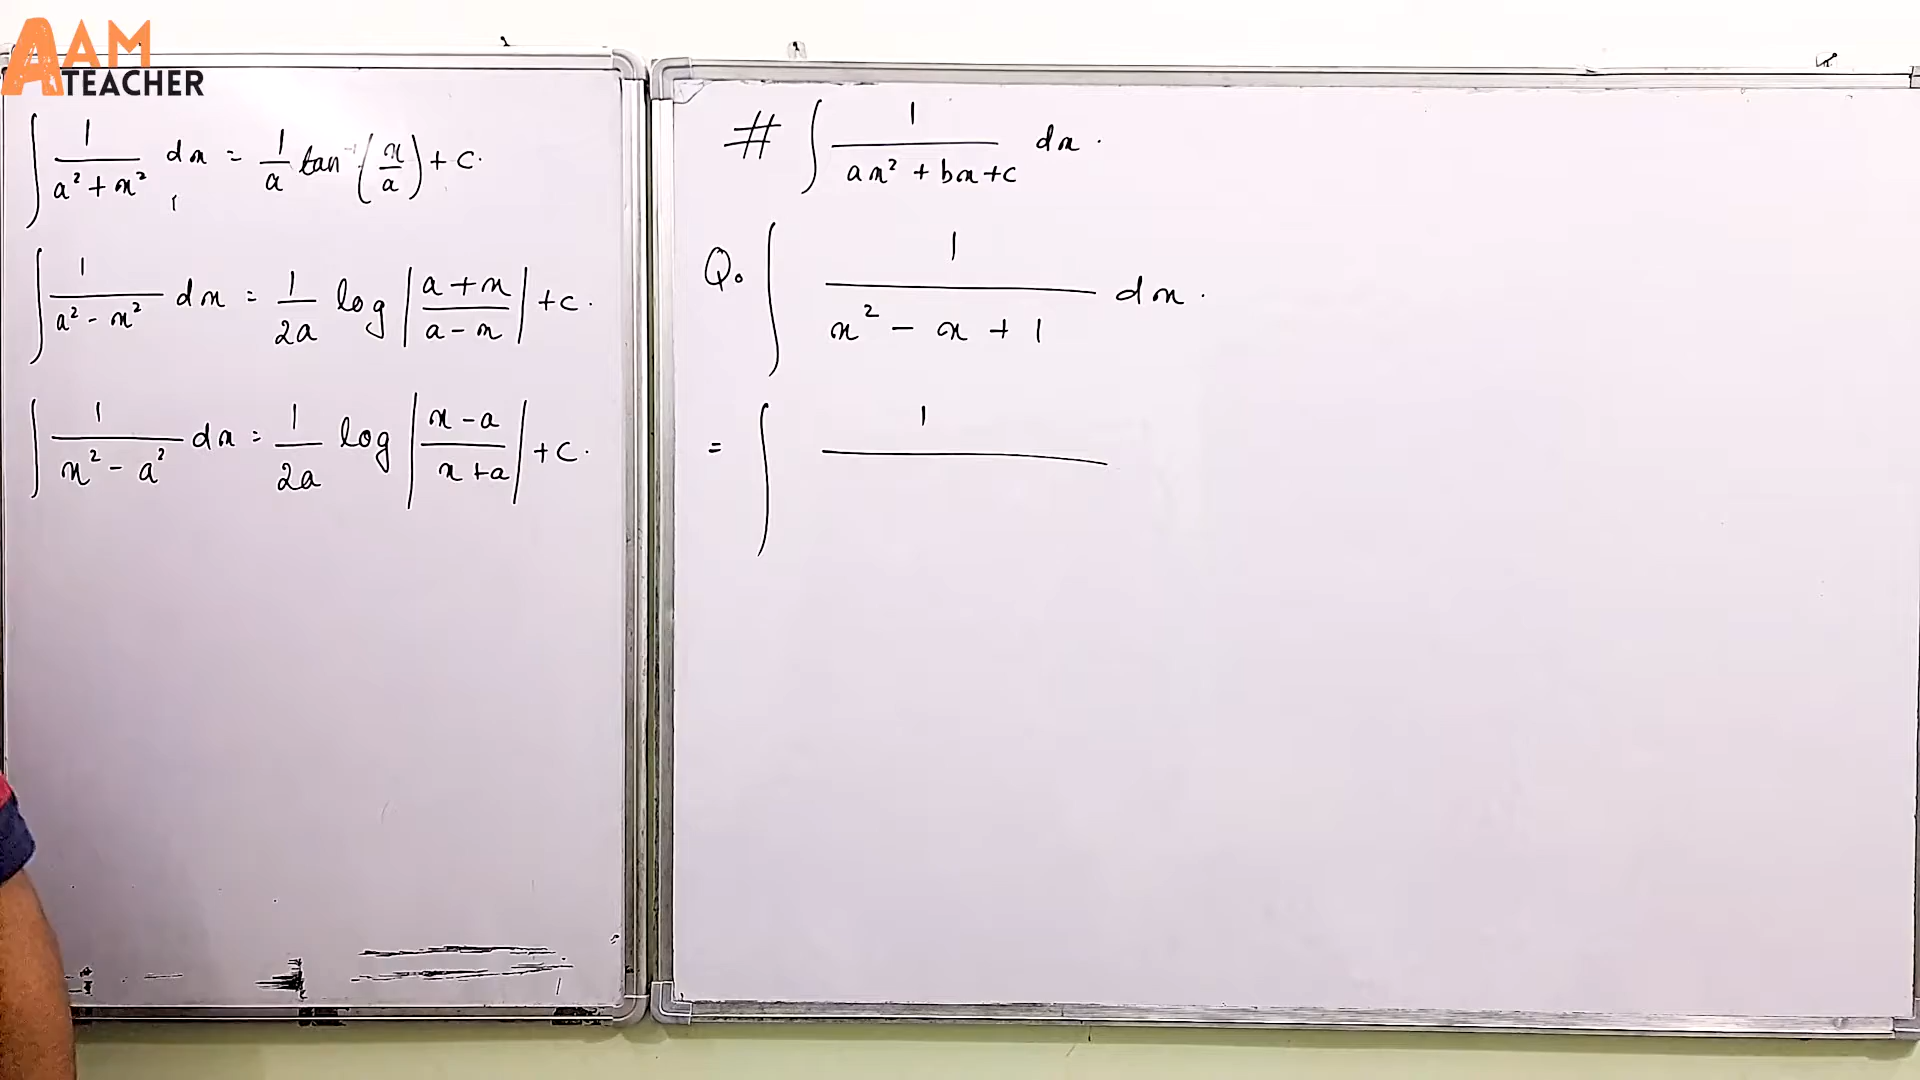 AAM
TEACHER
∫ 1/(a² + x²) dx = 1/a tan⁻¹(x/a) + c.
∫ 1/(a² - x²) dx = 1/2a log |(a + x)/(a - x)| + c.
∫ 1/(x² - a²) dx = 1/2a log |(x - a)/(x + a)| + c.
# ∫ 1/(ax² + bx + c) dx.
Q. ∫ 1/(x² - x + 1) dx.
= ∫ 1/